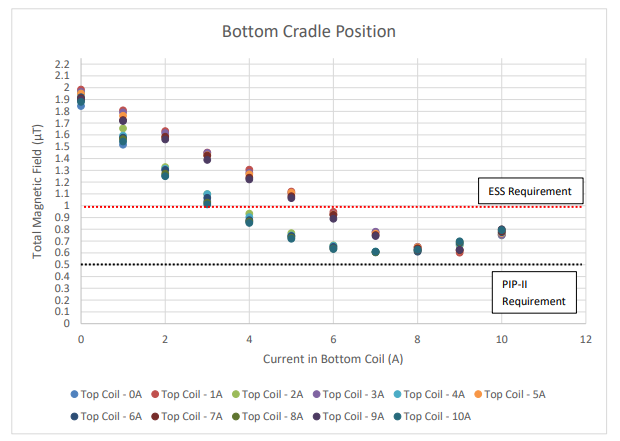 Bottom Cradle Position
Total Magnetic Field (μT)
2.2
2.1
2
1.9
1.8
1.7
1.6
1.5
1.4
1.3
1.2
1.1
1
0.9
0.8
0.7
0.6
0.5
0.4
0.3
0.2
0.1
0
ESS Requirement
PIP-II
Requirement
0 2 4 6 8 10 12
Current in Bottom Coil (A)
Top Coil - 0A Top Coil - 1A Top Coil - 2A Top Coil - 3A Top Coil - 4A Top Coil - 5A
Top Coil - 6A Top Coil - 7A Top Coil - 8A Top Coil - 9A Top Coil - 10A